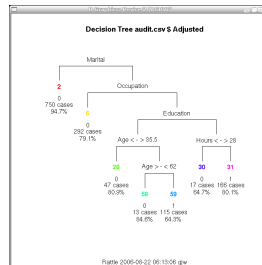 Decision Tree audit.csv $ Adjusted
Marital
2
Occupation
0
750 cases
94.7%
6
Education
0
292 cases
79.1%
Age < - > 35.5
Hours < - > 28
28
Age > - < 62
30
31
0
47 cases
80.9%
58
59
0
17 cases
64.7%
1
166 cases
80.1%
0
13 cases
84.6%
1
115 cases
64.3%
Rattle 2006-08-22 06:13:06 gjw